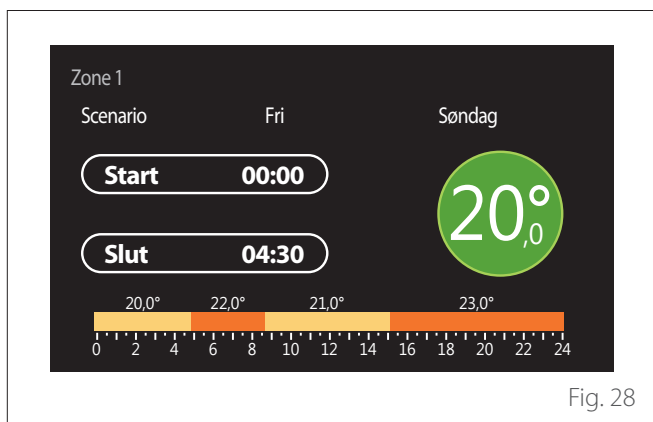 Zone 1
Scenario Fri Søndag
Start 00:00
20°,0
Slut 04:30
20,0° 22,0° 21,0° 23,0°
0 2 4 6 8 10 12 14 16 18 20 22 24
Fig. 28